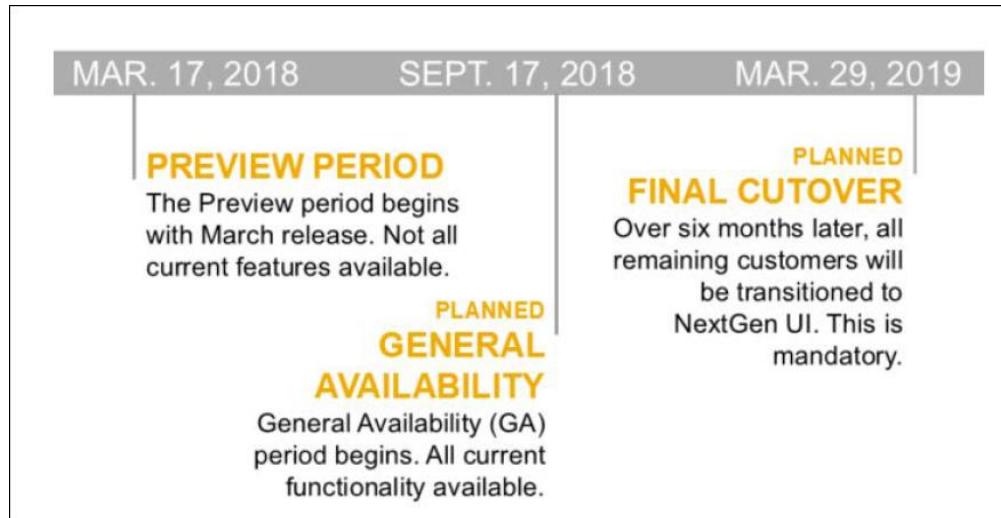 MAR. 17, 2018 SEPT. 17, 2018 MAR. 29, 2019
PREVIEW PERIOD
The Preview period begins
with March release. Not all
current features available.
PLANNED
GENERAL
AVAILABILITY
General Availability (GA)
period begins. All current
functionality available.
PLANNED
FINAL CUTOVER
Over six months later, all
remaining customers will
be transitioned to
NextGen UI. This is
mandatory.